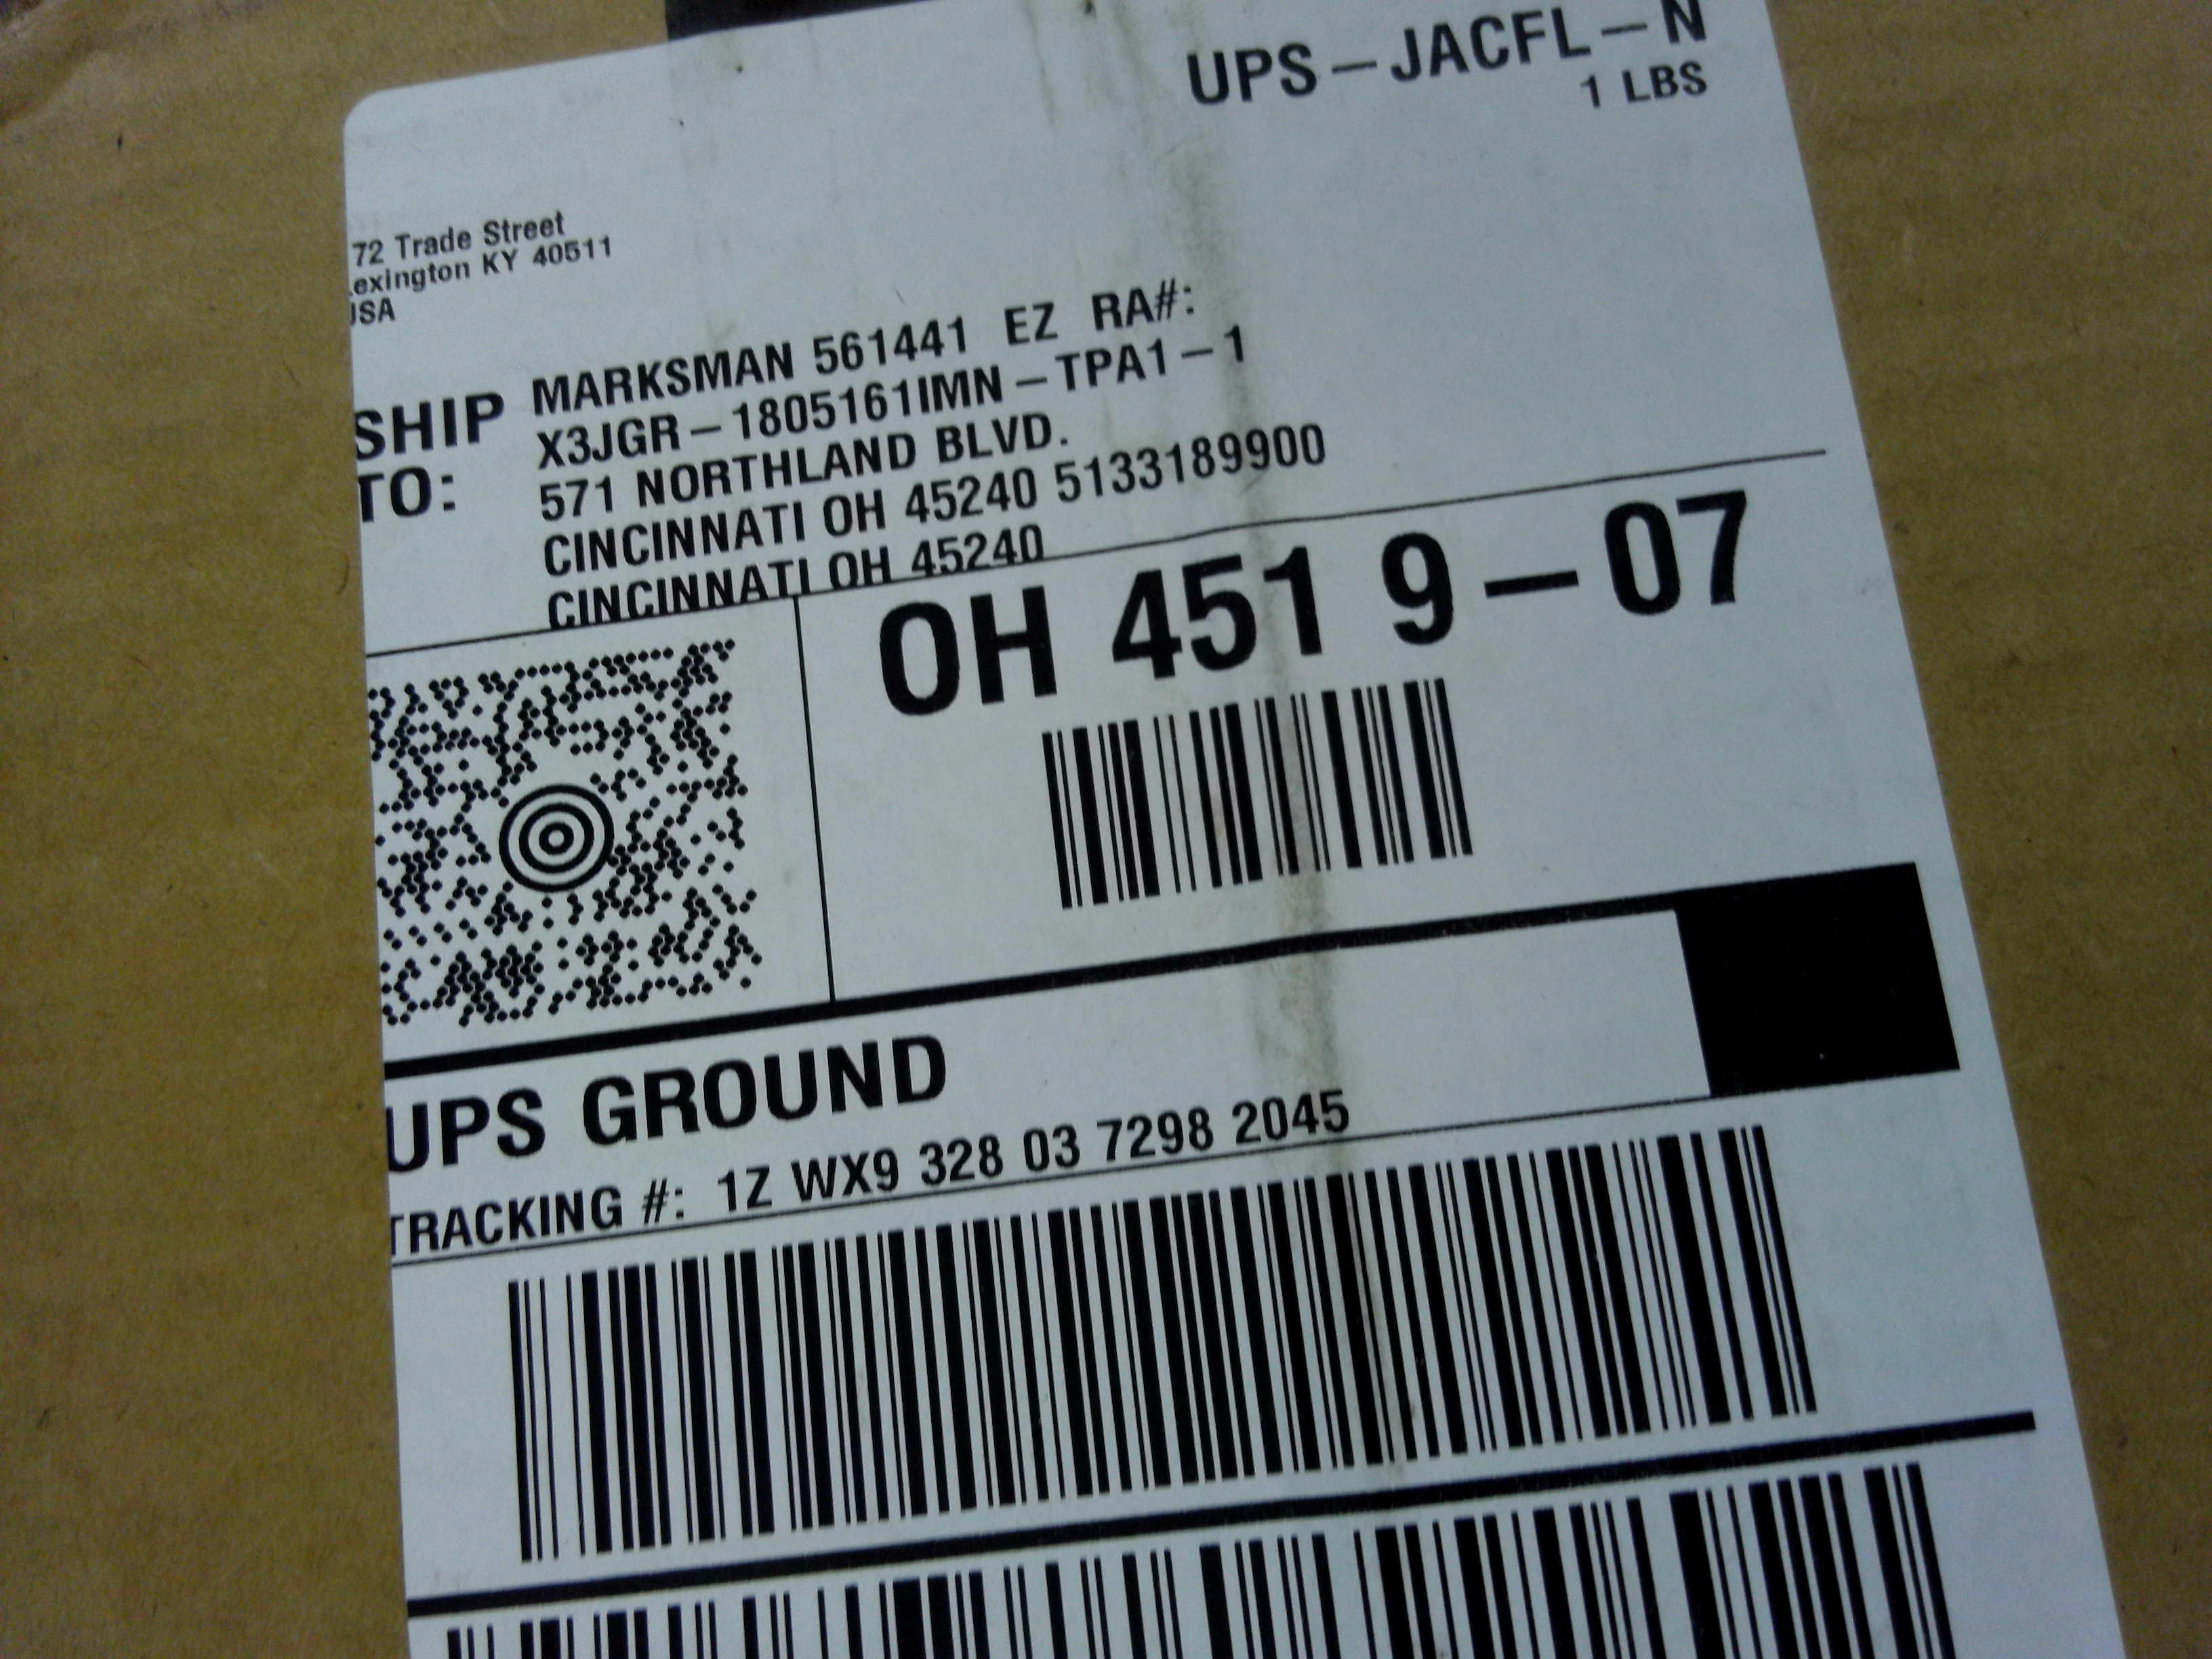 UPS-JACFL-N
1 LBS
72 Trade Street
exington KY 40511
USA
SHIP TO:
MARKSMAN 561441 EZ RA#:
X3JGR-1805161IMN-TPA1-1
571 NORTHLAND BLVD.
CINCINNATI OH 45240 5133189900
CINCINNATI OH 45240
OH 451 9-07
UPS GROUND
TRACKING #: 1Z WX9 328 03 7298 2045